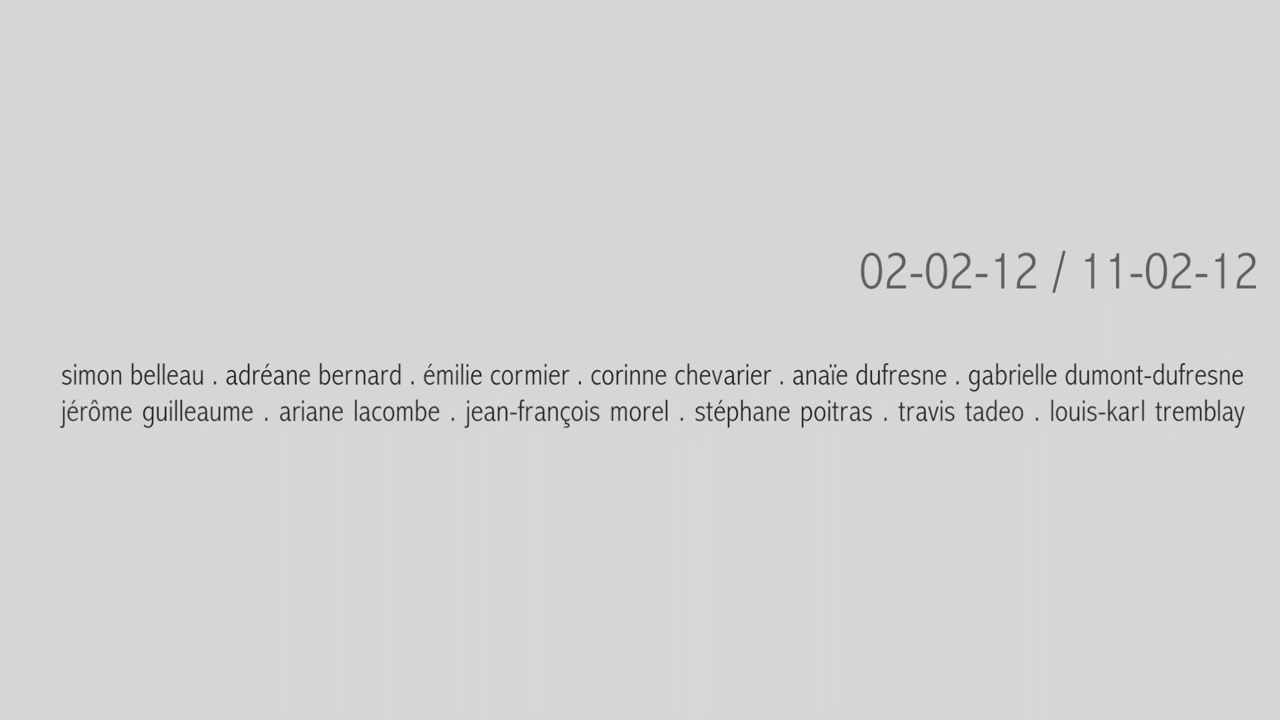 02-02-12 / 11-02-12
simon belleau . adréane bernard . émilie cormier . corinne chevarier . anaïe dufresne . gabrielle dumont-dufresne
jérôme guilleaume . ariane lacombe . jean-françois morel . stéphane poitras . travis tadeo . louis-karl tremblay